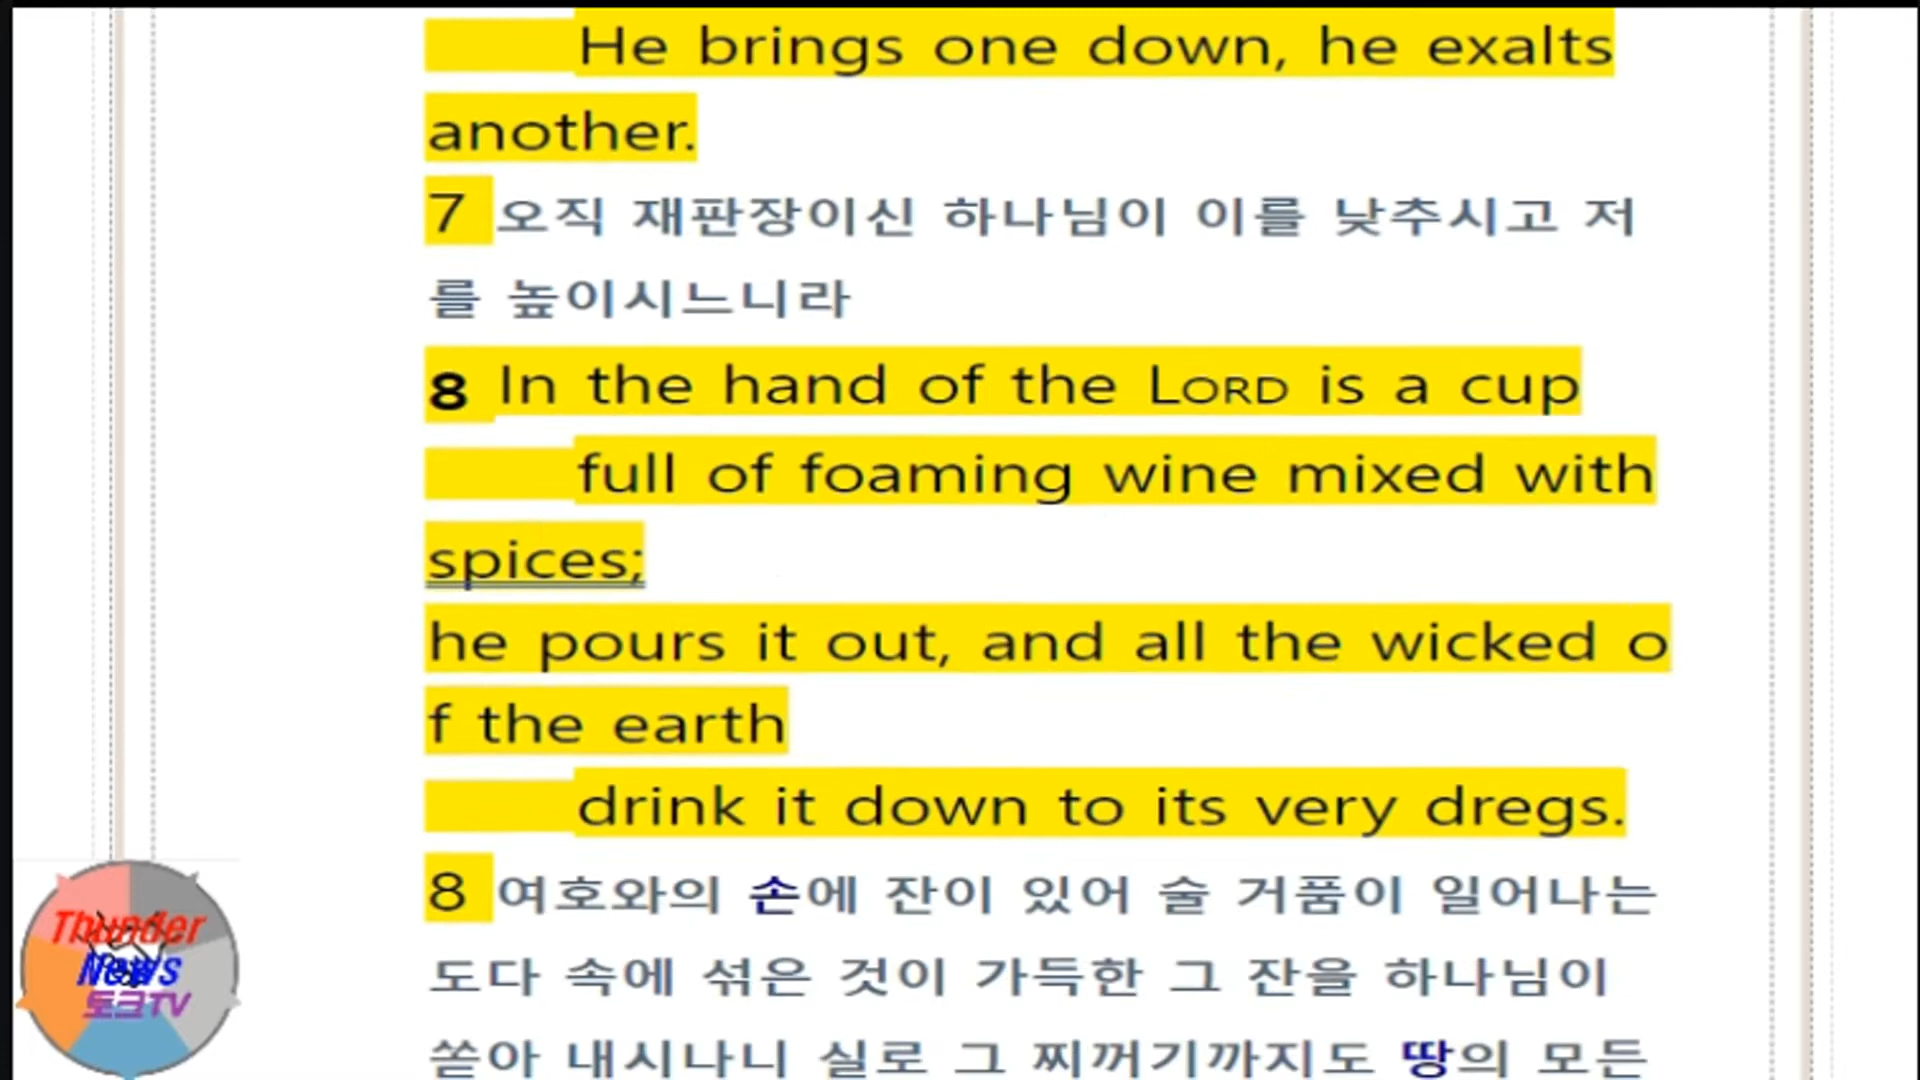 He brings one down, he exalts
another.
7 오직 재판장이신 하나님이 이를 낮추시고 저
를 높이시느니라
8 In the hand of the LORD is a cup
full of foaming wine mixed with
spices;
he pours it out, and all the wicked o
f the earth
drink it down to its very dregs.
8 여호와의 손에 잔이 있어 술 거품이 일어나는
도다 속에 섞은 것이 가득한 그 잔을 하나님이
쏟아 내시나니 실로 그 찌꺼기까지도 땅의 모든
Thunder
News
토크TV